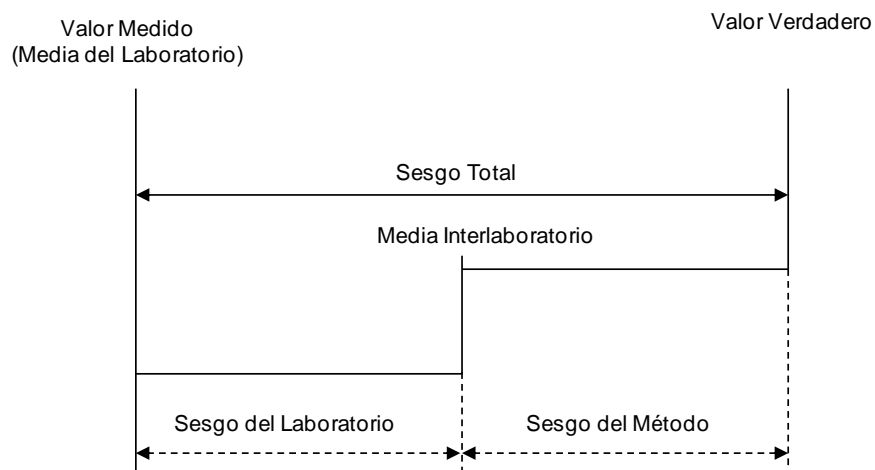 Valor Medido
(Media del Laboratorio)
Valor Verdadero
Sesgo Total
Media Interlaboratorio
Sesgo del Laboratorio
Sesgo del Método